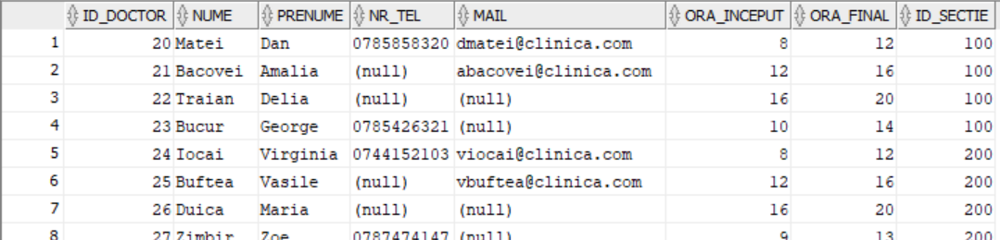 ID_DOCTOR NUME PRENUME NR_TEL MAIL ORA_INCEPUT ORA_FINAL ID_SECTIE
1 20 Matei Dan 0785858320 dmatei@clinica.com 8 12 100
2 21 Bacovei Amalia (null) abacovei@clinica.com 12 16 100
3 22 Traian Delia (null) (null) 16 20 100
4 23 Bucur George 0785426321 (null) 10 14 100
5 24 Iocai Virginia 0744152103 viocai@clinica.com 8 12 200
6 25 Buftea Vasile (null) vbuftea@clinica.com 12 16 200
7 26 Duica Maria (null) (null) 16 20 200
8 27 Zimbir Zoe 0787474147 (null) 9 13 200